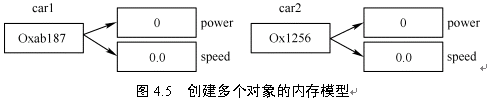 car1 car2
0 power 0 power
Oxab187 Ox1256
0.0 speed 0.0 speed
图 4.5 创建多个对象的内存模型